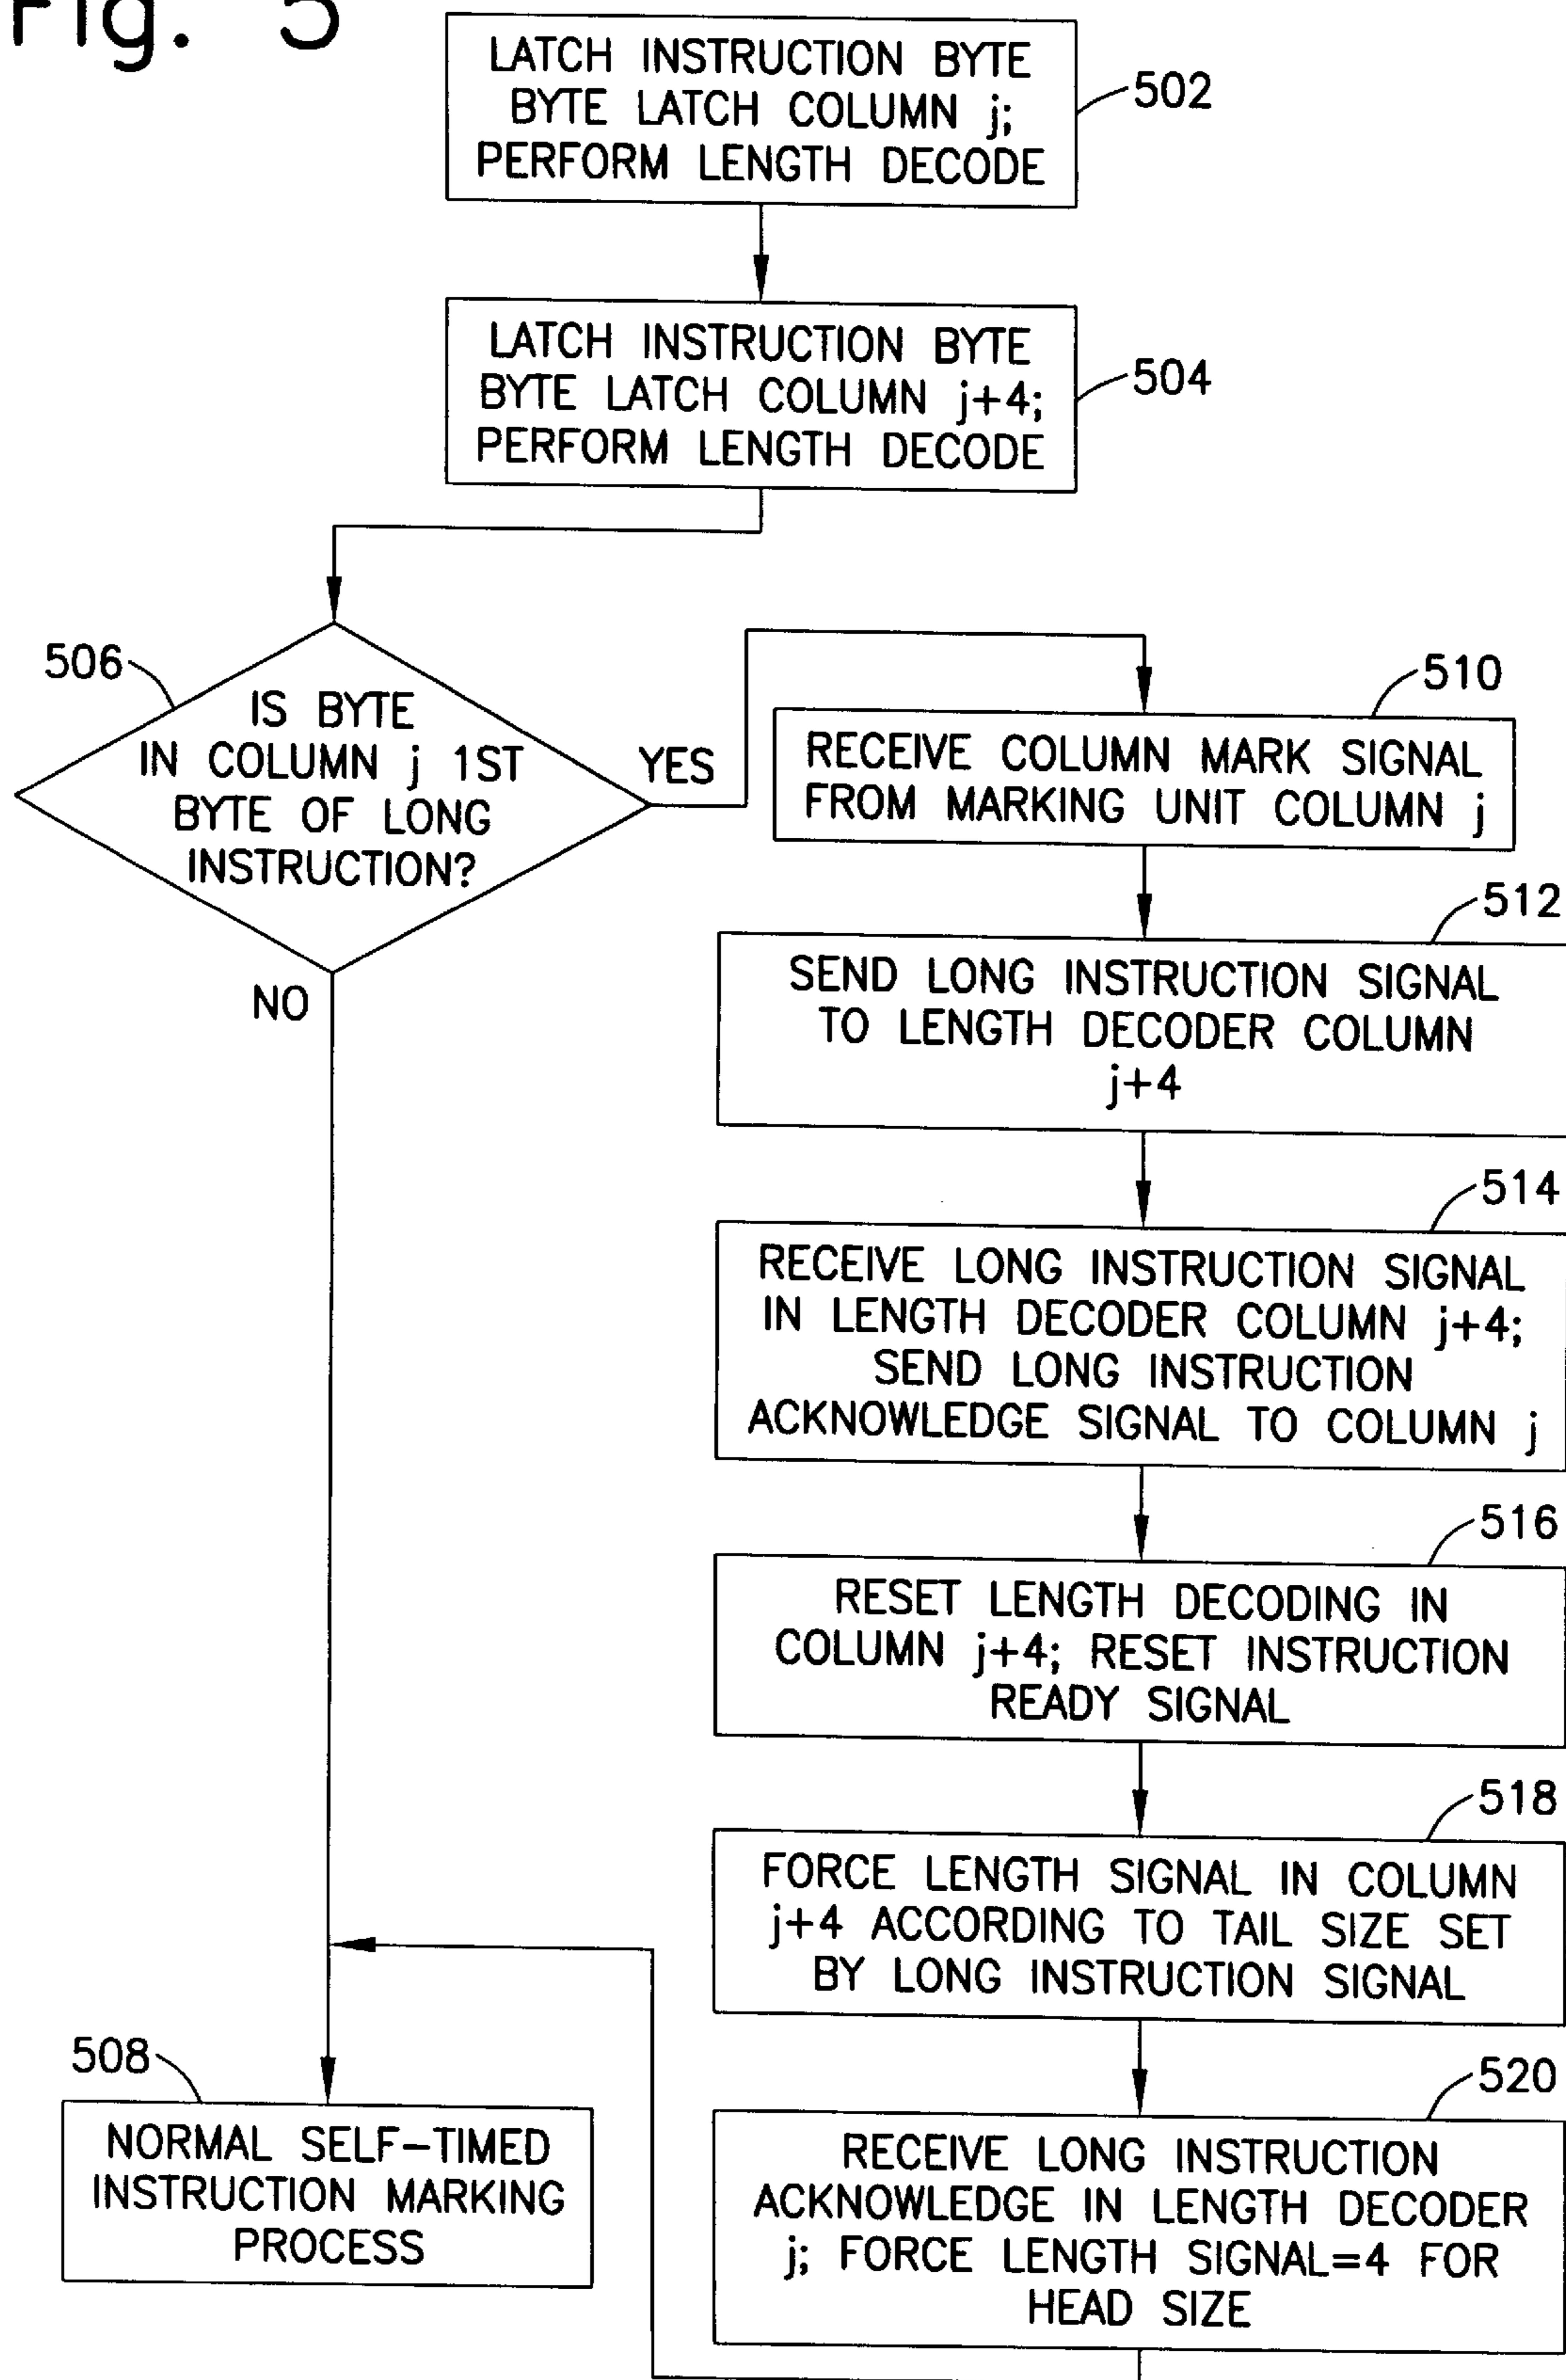 Fig. 5
LATCH INSTRUCTION BYTE
BYTE LATCH COLUMN j;
PERFORM LENGTH DECODE
502
LATCH INSTRUCTION BYTE
BYTE LATCH COLUMN j+4;
PERFORM LENGTH DECODE
504
506
IS BYTE
IN COLUMN j 1ST
BYTE OF LONG
INSTRUCTION?
YES
NO
510
RECEIVE COLUMN MARK SIGNAL
FROM MARKING UNIT COLUMN j
512
SEND LONG INSTRUCTION SIGNAL
TO LENGTH DECODER COLUMN
j+4
514
RECEIVE LONG INSTRUCTION SIGNAL
IN LENGTH DECODER COLUMN j+4;
SEND LONG INSTRUCTION
ACKNOWLEDGE SIGNAL TO COLUMN j
516
RESET LENGTH DECODING IN
COLUMN j+4; RESET INSTRUCTION
READY SIGNAL
518
FORCE LENGTH SIGNAL IN COLUMN
j+4 ACCORDING TO TAIL SIZE SET
BY LONG INSTRUCTION SIGNAL
508
NORMAL SELF-TIMED
INSTRUCTION MARKING
PROCESS
520
RECEIVE LONG INSTRUCTION
ACKNOWLEDGE IN LENGTH DECODER
j; FORCE LENGTH SIGNAL=4 FOR
HEAD SIZE